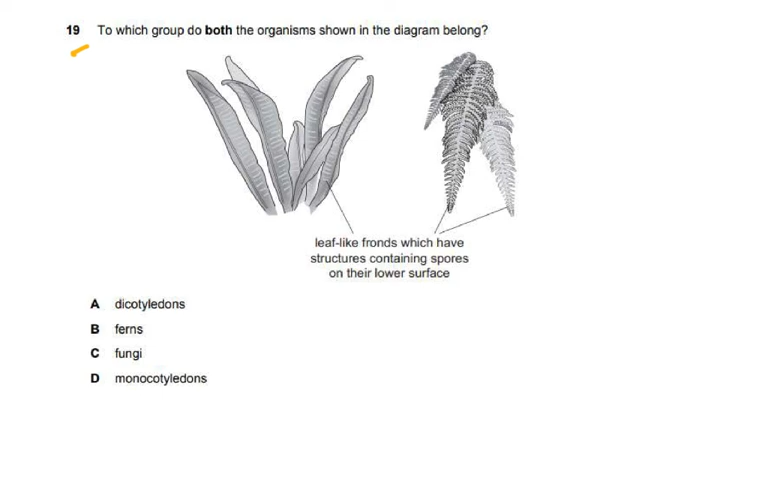 19 To which group do both the organisms shown in the diagram belong?
leaf-like fronds which have
structures containing spores
on their lower surface
A dicotyledons
B ferns
C fungi
D monocotyledons